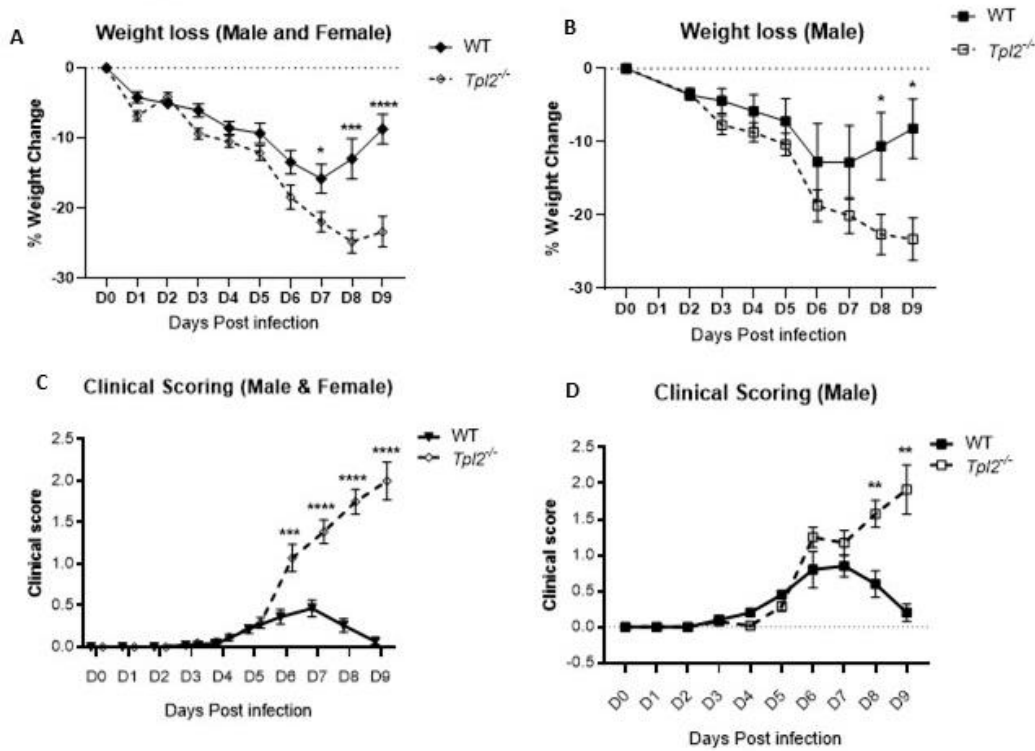 A
Weight loss (Male and Female)
WT
Tpl2-/-
% Weight Change
0
-10
-20
-30
*
***
****
D0 D1 D2 D3 D4 D5 D6 D7 D8 D9
Days Post infection
B
Weight loss (Male)
WT
Tpl2-/-
% Weight Change
0
-10
-20
-30
*
*
D0 D1 D2 D3 D4 D5 D6 D7 D8 D9
Days Post infection
C
Clinical Scoring (Male & Female)
WT
Tpl2-/-
Clinical score
2.5
2.0
1.5
1.0
0.5
0.0
***
****
****
****
D0 D1 D2 D3 D4 D5 D6 D7 D8 D9
Days Post infection
D
Clinical Scoring (Male)
WT
Tpl2-/-
Clinical score
2.5
2.0
1.5
1.0
0.5
0.0
-0.5
**
**
D0 D1 D2 D3 D4 D5 D6 D7 D8 D9
Days Post infection